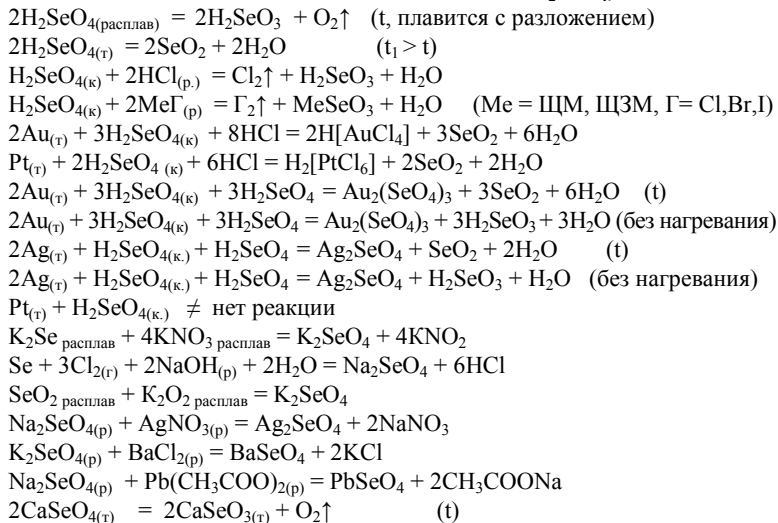 2H₂SeO₄(расплав) = 2H₂SeO₃ + O₂↑ (t, плавится с разложением)
2H₂SeO₄(т) = 2SeO₂ + 2H₂O (t₁ > t)
H₂SeO₄(к) + 2HCl(р.) = Cl₂↑ + H₂SeO₃ + H₂O
H₂SeO₄(к) + 2MeГ(р) = Г₂↑ + MeSeO₃ + H₂O (Me = ЩМ, ЩЗМ, Г= Cl,Br,I)
2Au(т) + 3H₂SeO₄(к) + 8HCl = 2H[AuCl₄] + 3SeO₂ + 6H₂O
Pt(т) + 2H₂SeO₄ (к) + 6HCl = H₂[PtCl₆] + 2SeO₂ + 2H₂O
2Au(т) + 3H₂SeO₄(к) + 3H₂SeO₄ = Au₂(SeO₄)₃ + 3SeO₂ + 6H₂O (t)
2Au(т) + 3H₂SeO₄(к) + 3H₂SeO₄ = Au₂(SeO₄)₃ + 3H₂SeO₃ + 3H₂O (без нагревания)
2Ag(т) + H₂SeO₄(к.) + H₂SeO₄ = Ag₂SeO₄ + SeO₂ + 2H₂O (t)
2Ag(т) + H₂SeO₄(к.) + H₂SeO₄ = Ag₂SeO₄ + H₂SeO₃ + H₂O (без нагревания)
Pt(т) + H₂SeO₄(к.) ≠ нет реакции
K₂Se расплав + 4KNO₃ расплав = K₂SeO₄ + 4KNO₂
Se + 3Cl₂(г) + 2NaOH(р) + 2H₂O = Na₂SeO₄ + 6HCl
SeO₂ расплав + K₂O₂ расплав = K₂SeO₄
Na₂SeO₄(р) + AgNO₃(р) = Ag₂SeO₄ + 2NaNO₃
K₂SeO₄(р) + BaCl₂(р) = BaSeO₄ + 2KCl
Na₂SeO₄(р) + Pb(CH₃COO)₂(р) = PbSeO₄ + 2CH₃COONa
2CaSeO₄(т) = 2CaSeO₃(т) + O₂↑ (t)